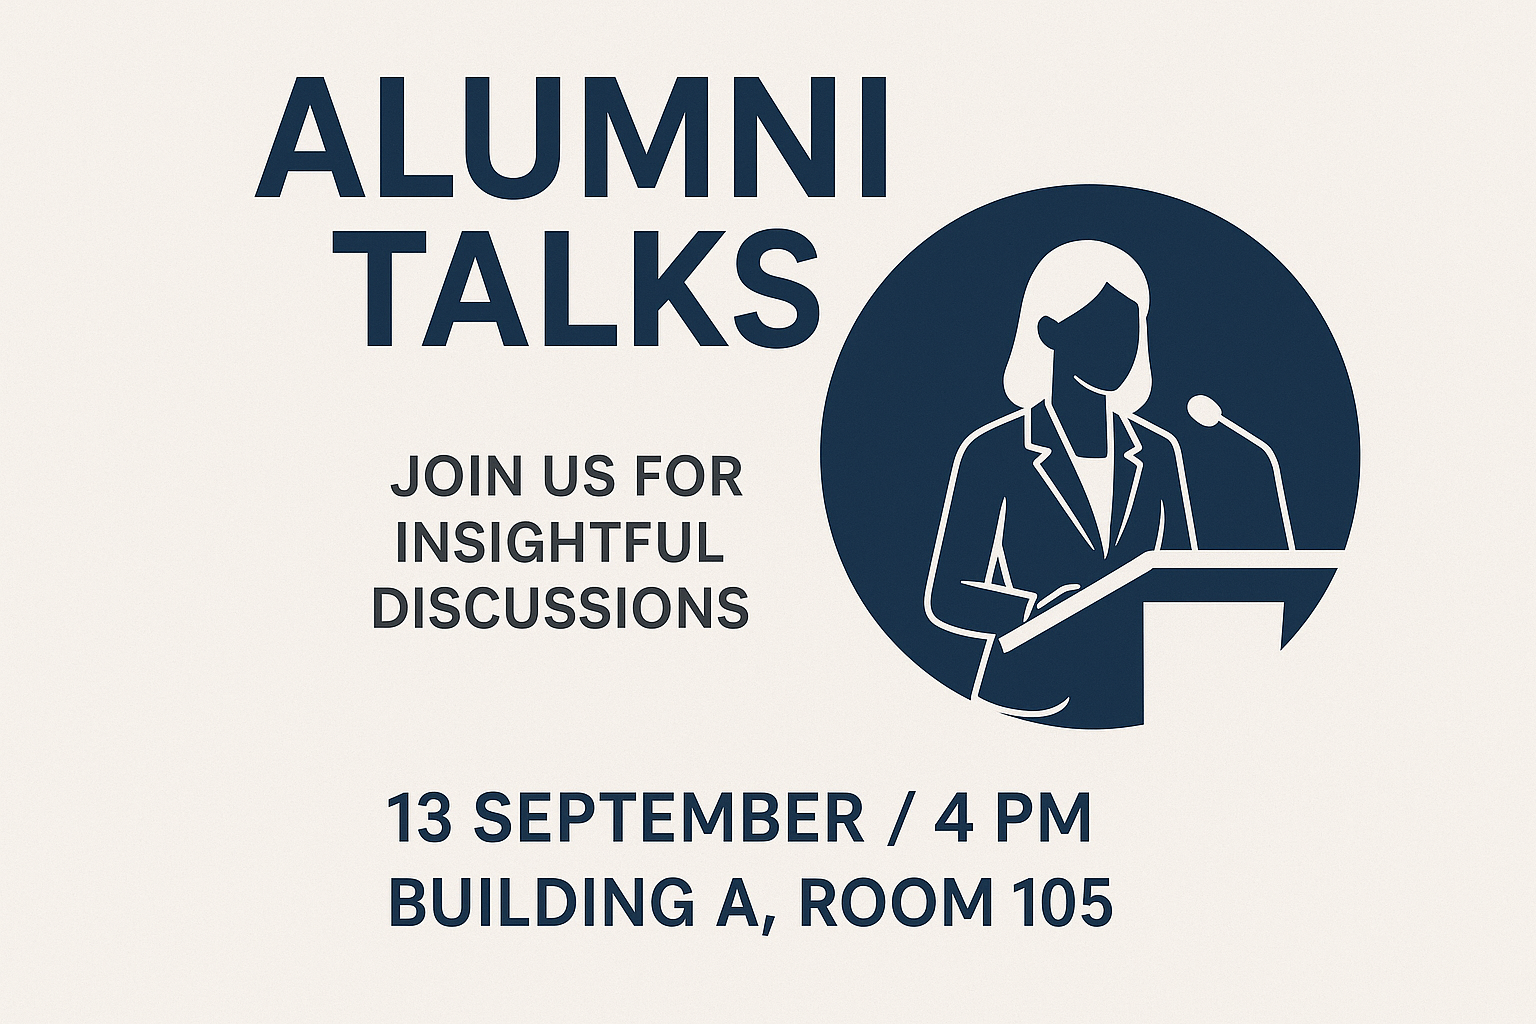 ALUMNI
TALKS
JOIN US FOR
INSIGHTFUL
DISCUSSIONS
13 SEPTEMBER / 4 PM
BUILDING A, ROOM 105